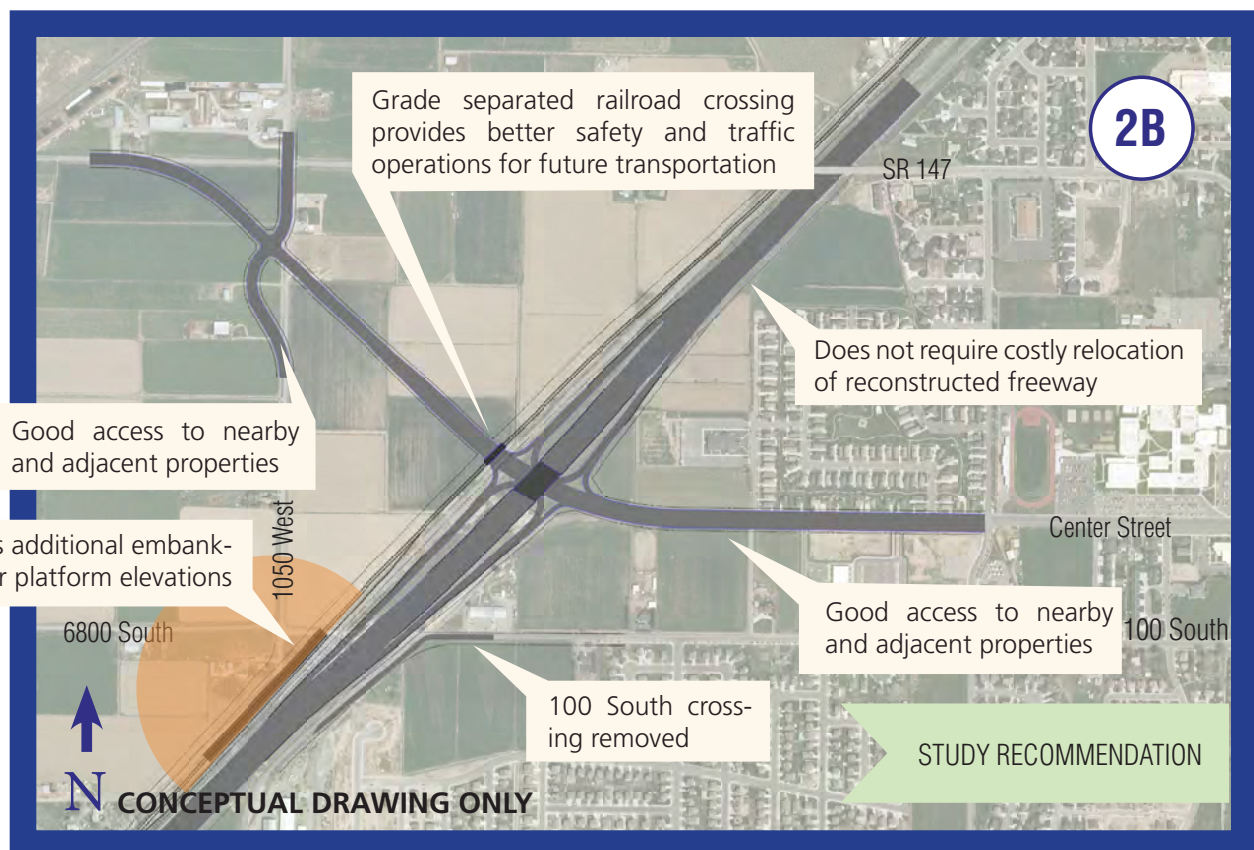 Grade separated railroad crossing
provides better safety and traffic
operations for future transportation
2B
SR 147
Does not require costly relocation
of reconstructed freeway
Good access to nearby
and adjacent properties
1050 West
Center Street
additional embank-
platform elevations
6800 South
Good access to nearby
and adjacent properties
100 South
100 South cross-
ing removed
STUDY RECOMMENDATION
N
CONCEPTUAL DRAWING ONLY